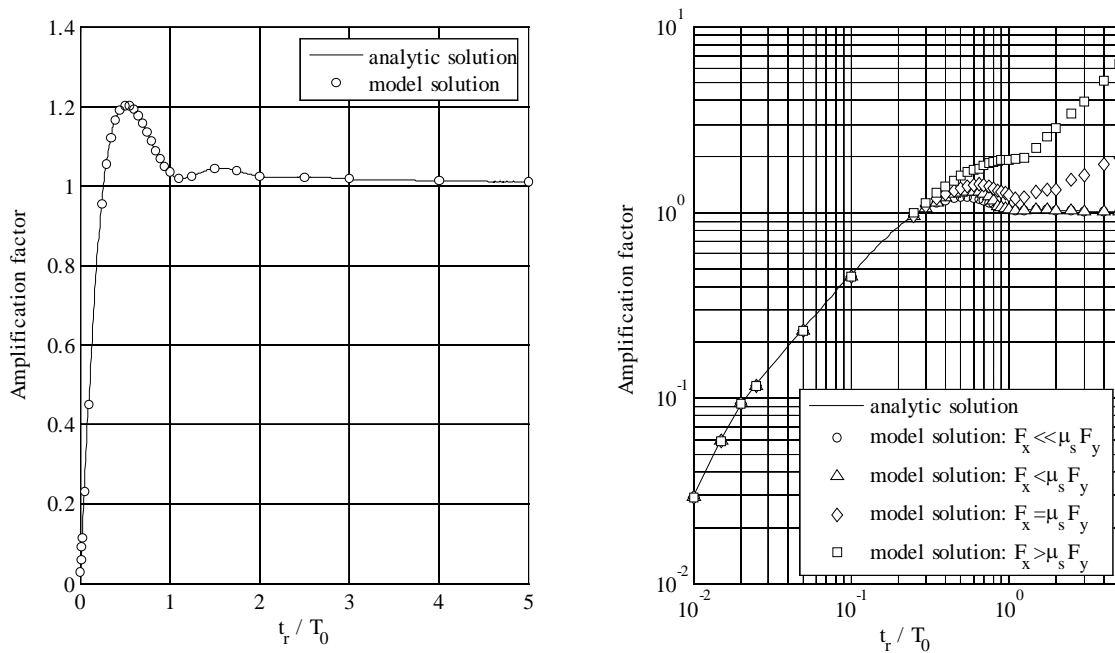 1.4
1.2
1
0.8
0.6
0.4
0.2
0
0 1 2 3 4 5
Amplification factor
t_r / T_0
analytic solution
model solution
10^1
10^0
10^-1
10^-2
10^-2 10^-1 10^0
Amplification factor
t_r / T_0
analytic solution
model solution: F_x<<μ_s F_y
model solution: F_x<μ_s F_y
model solution: F_x=μ_s F_y
model solution: F_x>μ_s F_y